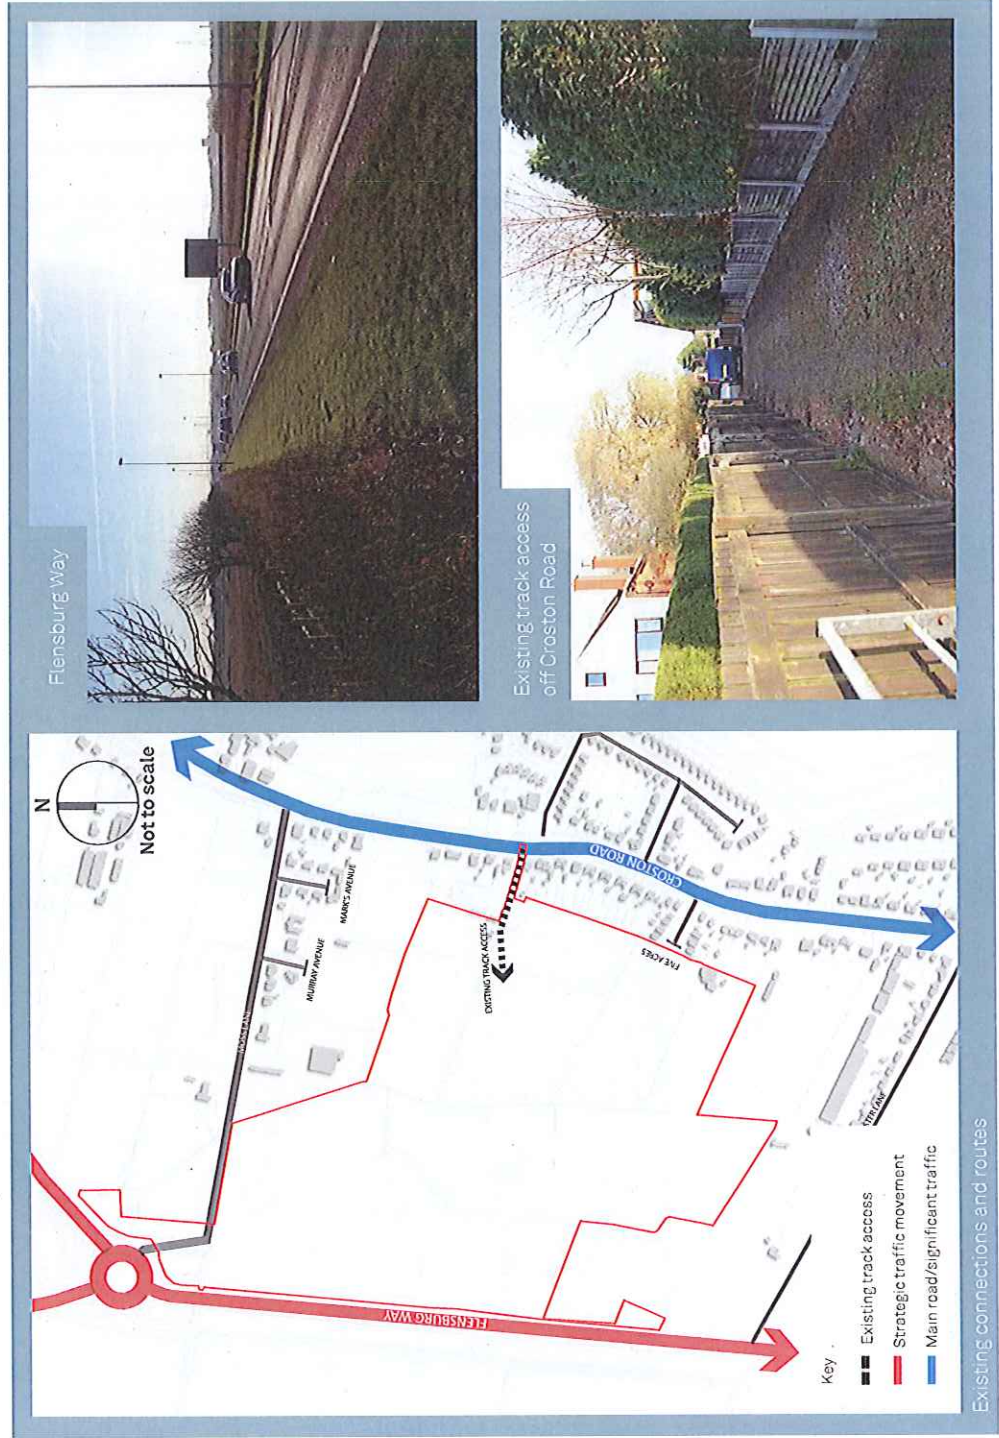 N
Not to scale
MOSS LANE
MURRAY AVENUE
MARK'S AVENUE
EXISTING TRACK ACCESS
CROSTON ROAD
FIVE ACRES
FLENSBURG WAY
Key
Existing track access
Strategic traffic movement
Main road/significant traffic
Flensburg Way
Existing track access
off Croston Road
Existing connections and routes